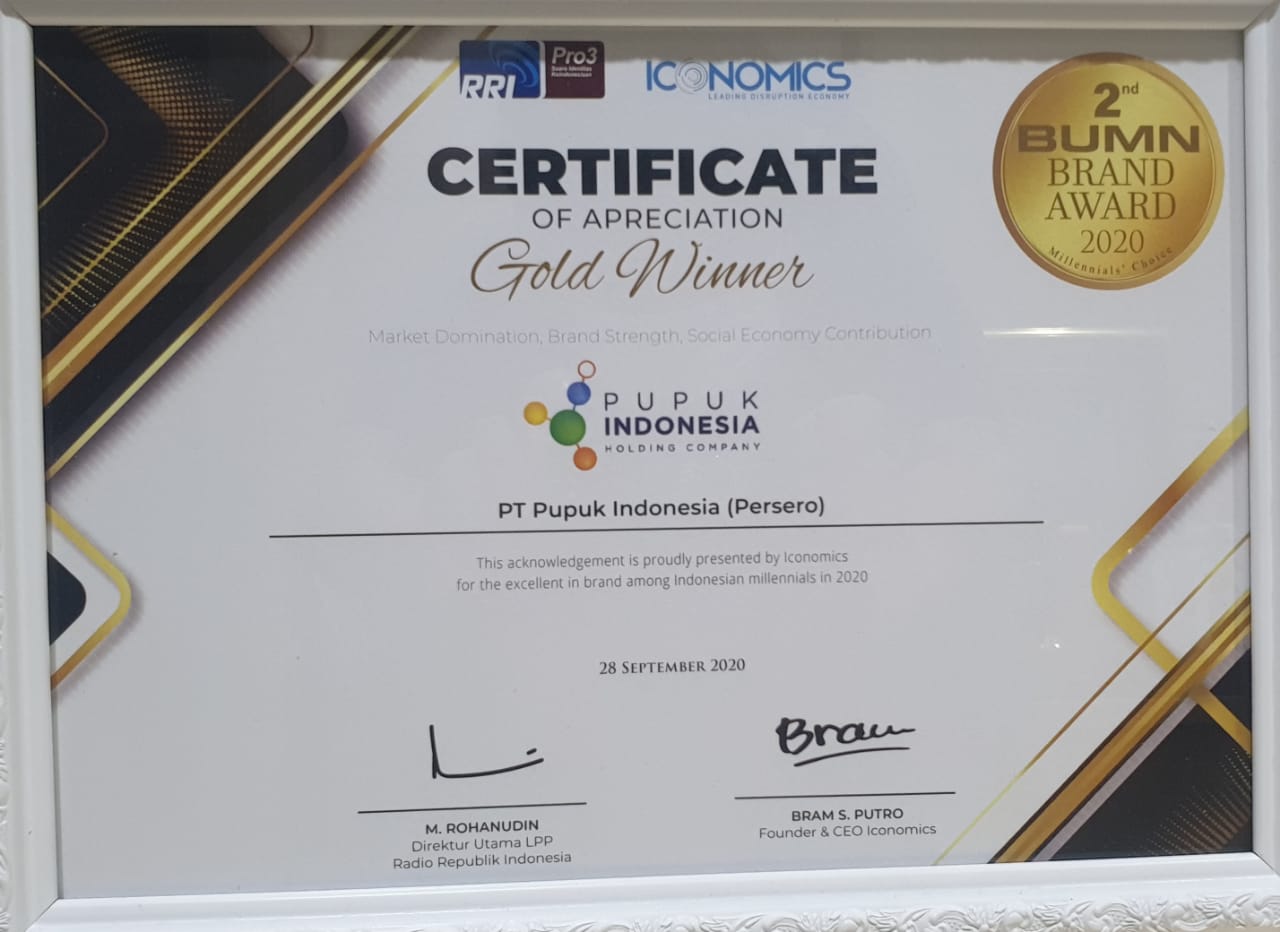 RRI
Pro3
Suara Identitas
Keindonesiaan
ICONOMICS
LEADING DISRUPTION ECONOMY
2nd
BUMN
BRAND
AWARD
2020
Millennials' Choice
CERTIFICATE
OF APRECIATION
Gold Winner
Market Domination, Brand Strength, Social Economy Contribution
PUPUK
INDONESIA
HOLDING COMPANY
PT Pupuk Indonesia (Persero)
This acknowledgement is proudly presented by Iconomics
for the excellent in brand among Indonesian millennials in 2020
28 SEPTEMBER 2020
Bram
M. ROHANUDIN
Direktur Utama LPP
Radio Republik Indonesia
BRAM S. PUTRO
Founder & CEO Iconomics